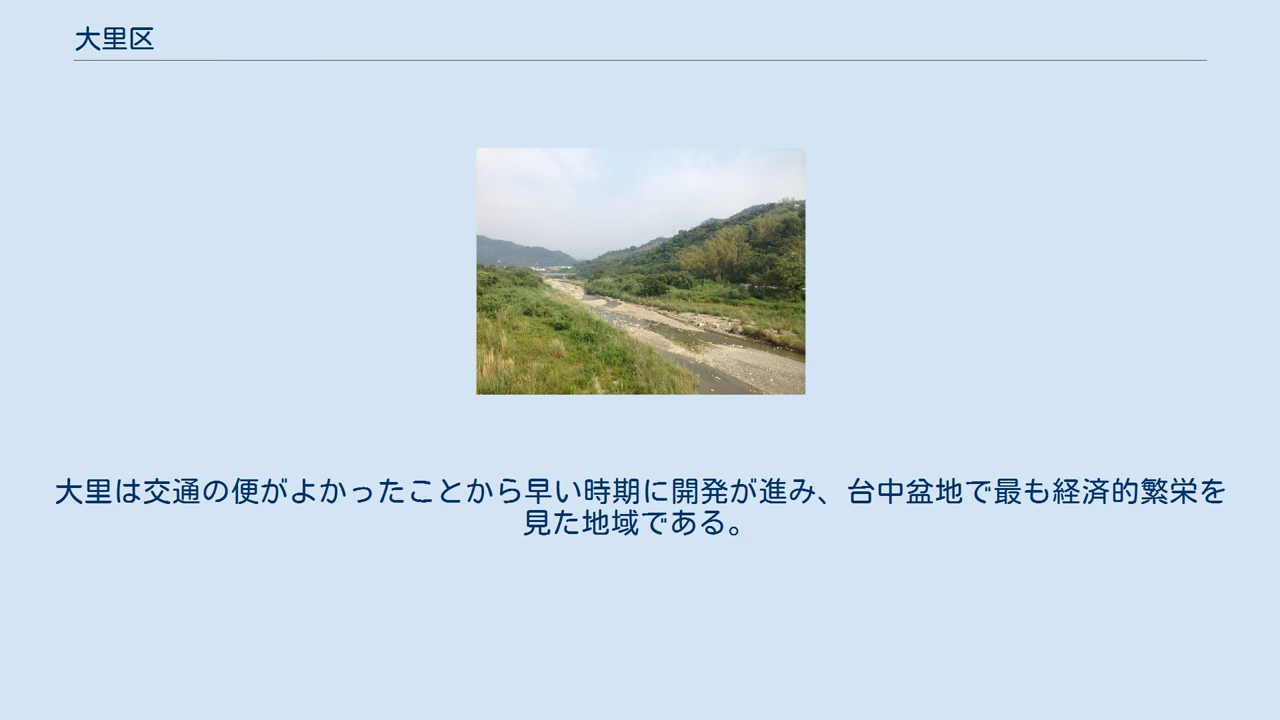 大里区
大里は交通の便がよかったことから早い時期に開発が進み、台中盆地で最も経済的繁栄を
見た地域である。